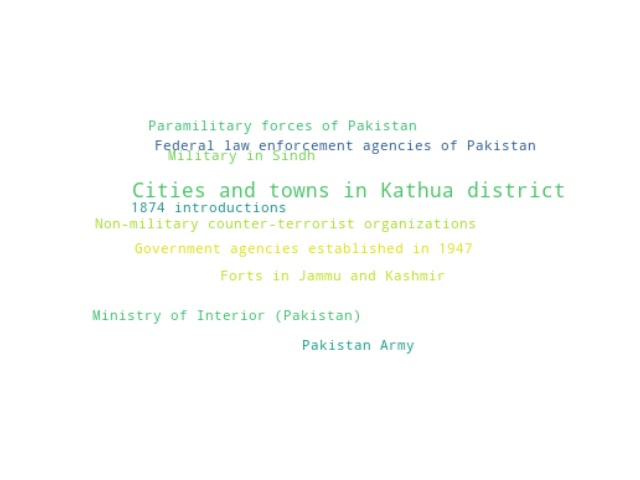 Paramilitary forces of Pakistan
Federal law enforcement agencies of Pakistan
Military in Sindh
Cities and towns in Kathua district
1874 introductions
Non-military counter-terrorist organizations
Government agencies established in 1947
Forts in Jammu and Kashmir
Ministry of Interior (Pakistan)
Pakistan Army